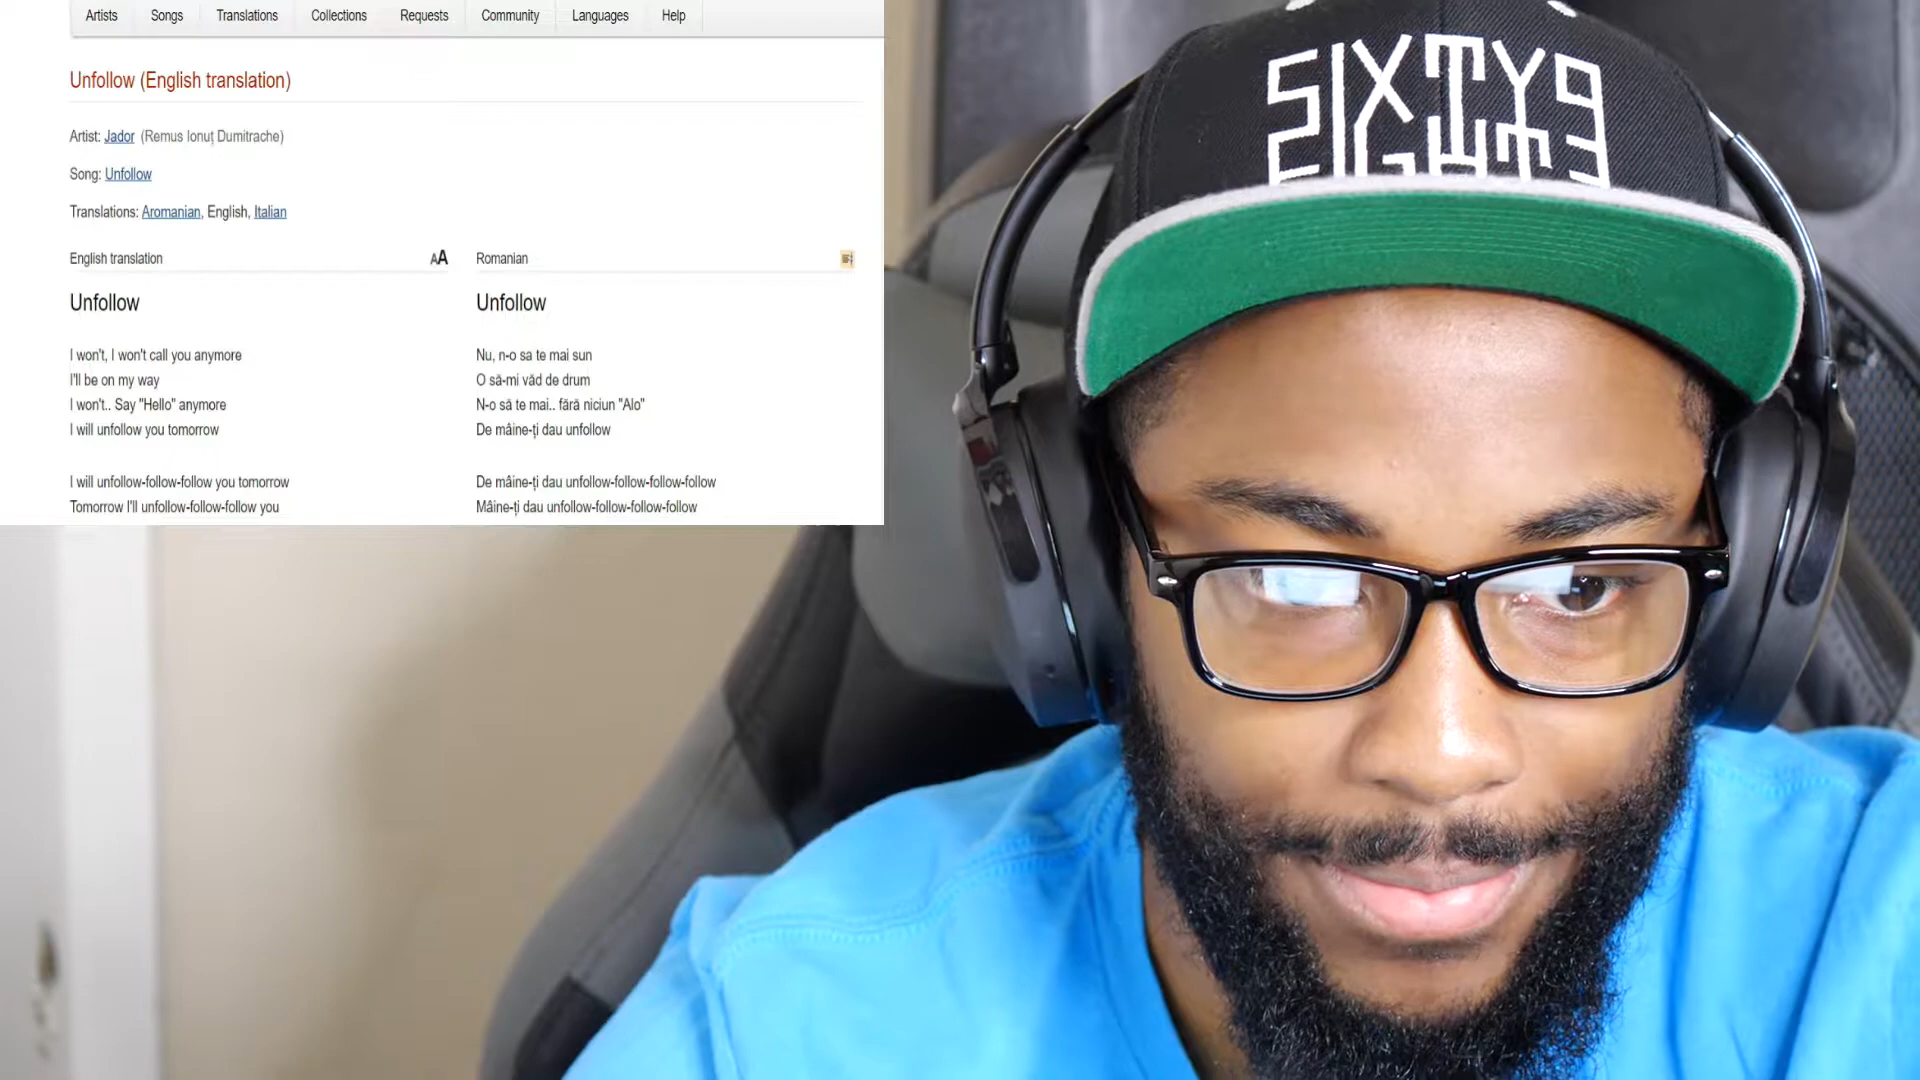 Artists Songs Translations Collections Requests Community Languages Help
Unfollow (English translation)
Artist: Jador (Remus Ionuț Dumitrache)
Song: Unfollow
Translations: Aromanian, English, Italian
English translation AA
Unfollow
I won't, I won't call you anymore
I'll be on my way
I won't.. Say "Hello" anymore
I will unfollow you tomorrow
I will unfollow-follow-follow you tomorrow
Tomorrow I'll unfollow-follow-follow you
Romanian
Unfollow
Nu, n-o sa te mai sun
O să-mi văd de drum
N-o să te mai.. fără niciun "Alo"
De mâine-ți dau unfollow
De mâine-ți dau unfollow-follow-follow-follow
Mâine-ți dau unfollow-follow-follow-follow
SIXTY
EIGHTE